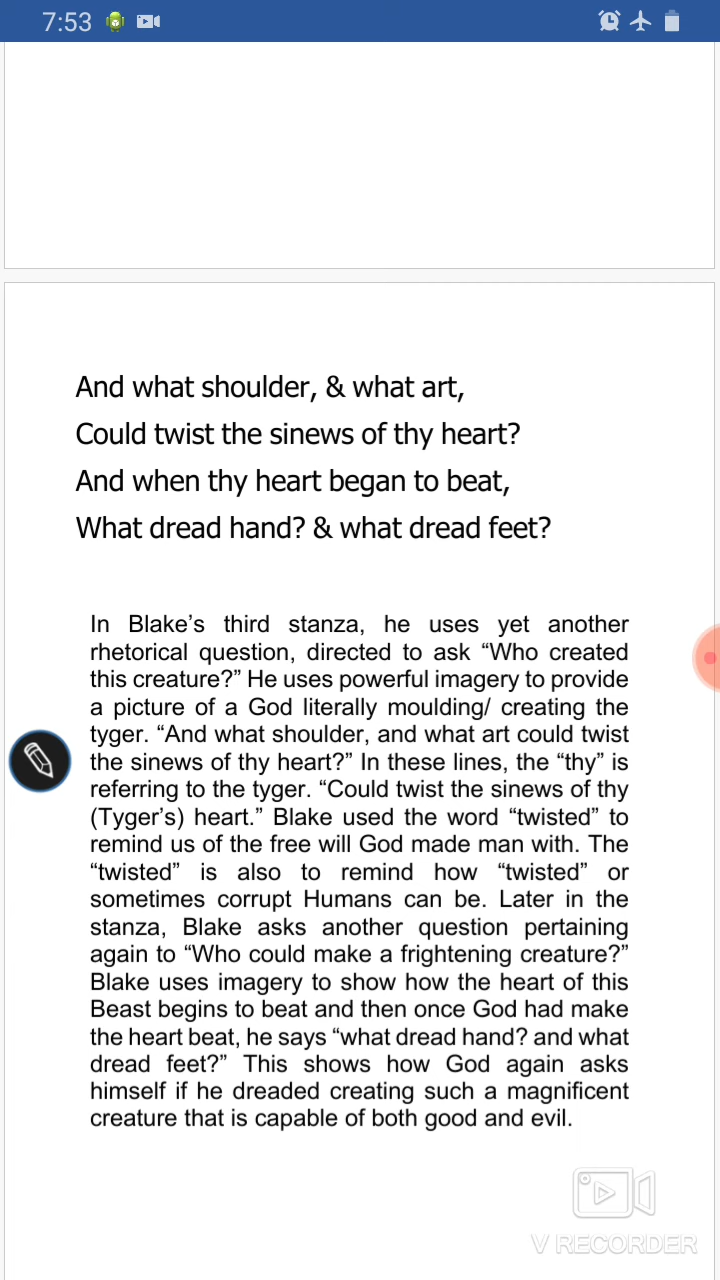 7:53
And what shoulder, & what art,
Could twist the sinews of thy heart?
And when thy heart began to beat,
What dread hand? & what dread feet?
In Blake’s third stanza, he uses yet another
rhetorical question, directed to ask “Who created
this creature?” He uses powerful imagery to provide
a picture of a God literally moulding/ creating the
tyger. “And what shoulder, and what art could twist
the sinews of thy heart?” In these lines, the “thy” is
referring to the tyger. “Could twist the sinews of thy
(Tyger’s) heart.” Blake used the word “twisted” to
remind us of the free will God made man with. The
“twisted” is also to remind how “twisted” or
sometimes corrupt Humans can be. Later in the
stanza, Blake asks another question pertaining
again to “Who could make a frightening creature?”
Blake uses imagery to show how the heart of this
Beast begins to beat and then once God had make
the heart beat, he says “what dread hand? and what
dread feet?” This shows how God again asks
himself if he dreaded creating such a magnificent
creature that is capable of both good and evil.
V RECORDER